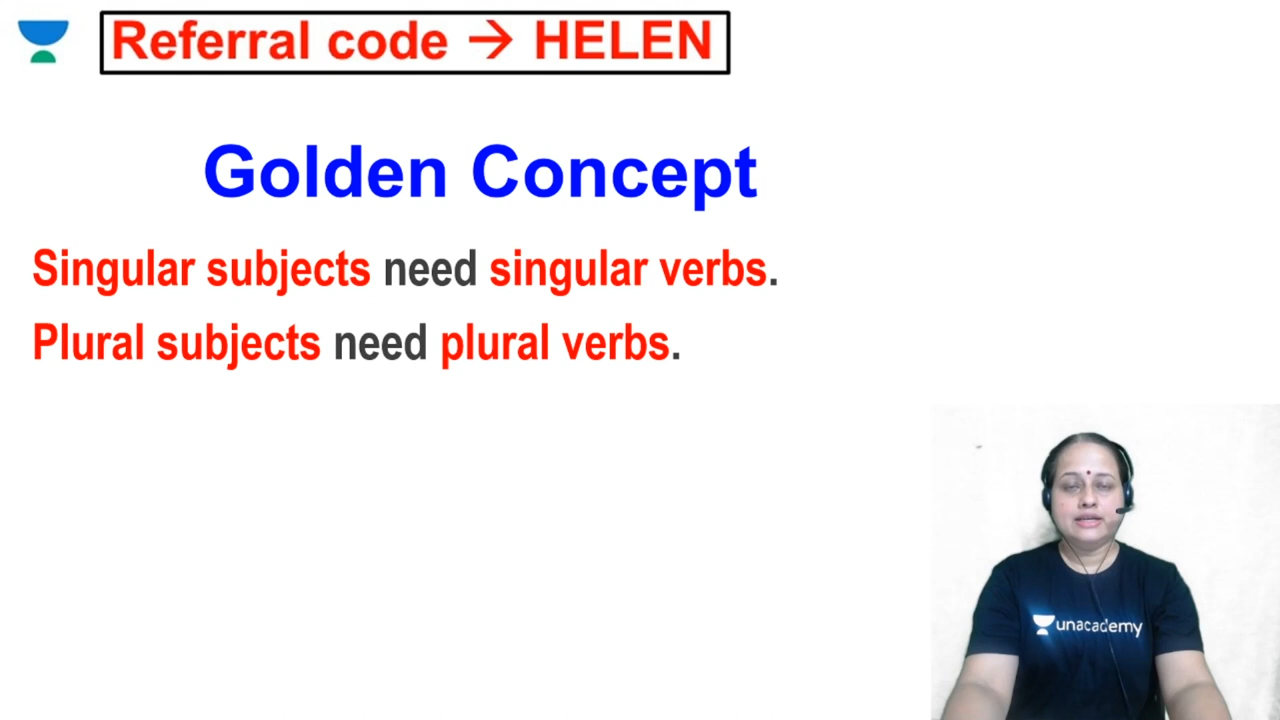 Referral code → HELEN
Golden Concept
Singular subjects need singular verbs.
Plural subjects need plural verbs.
unacademy